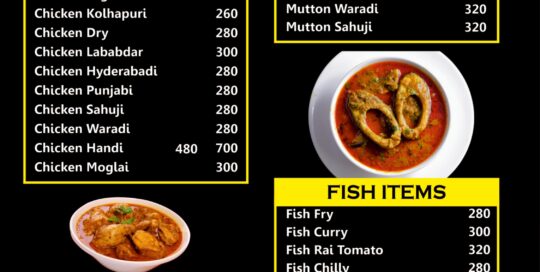 Chicken Kolhapuri 260
Chicken Dry 280
Chicken Lababdar 300
Chicken Hyderabadi 280
Chicken Punjabi 280
Chicken Sahuji 280
Chicken Waradi 280
Chicken Handi 480 700
Chicken Moglai 300
Mutton Waradi 320
Mutton Sahuji 320
FISH ITEMS
Fish Fry 280
Fish Curry 300
Fish Rai Tomato 320
Fish Chilly 280